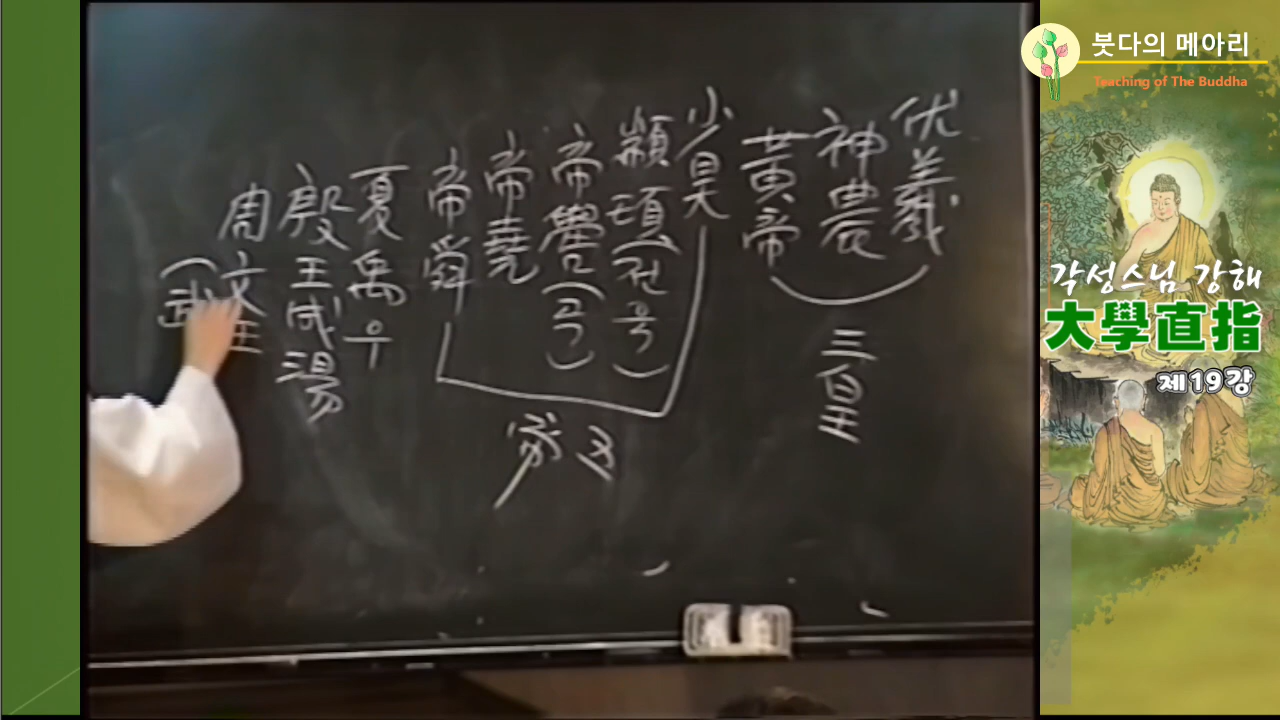 伏羲
神農
黃帝
三皇
少昊
顓頊(전욱)
帝嚳(곡)
帝堯
帝舜
五帝
夏禹우
殷王成湯
周文王
(武
붓다의 메아리
Teaching of The Buddha
각성스님 강해
大學直指
제19강